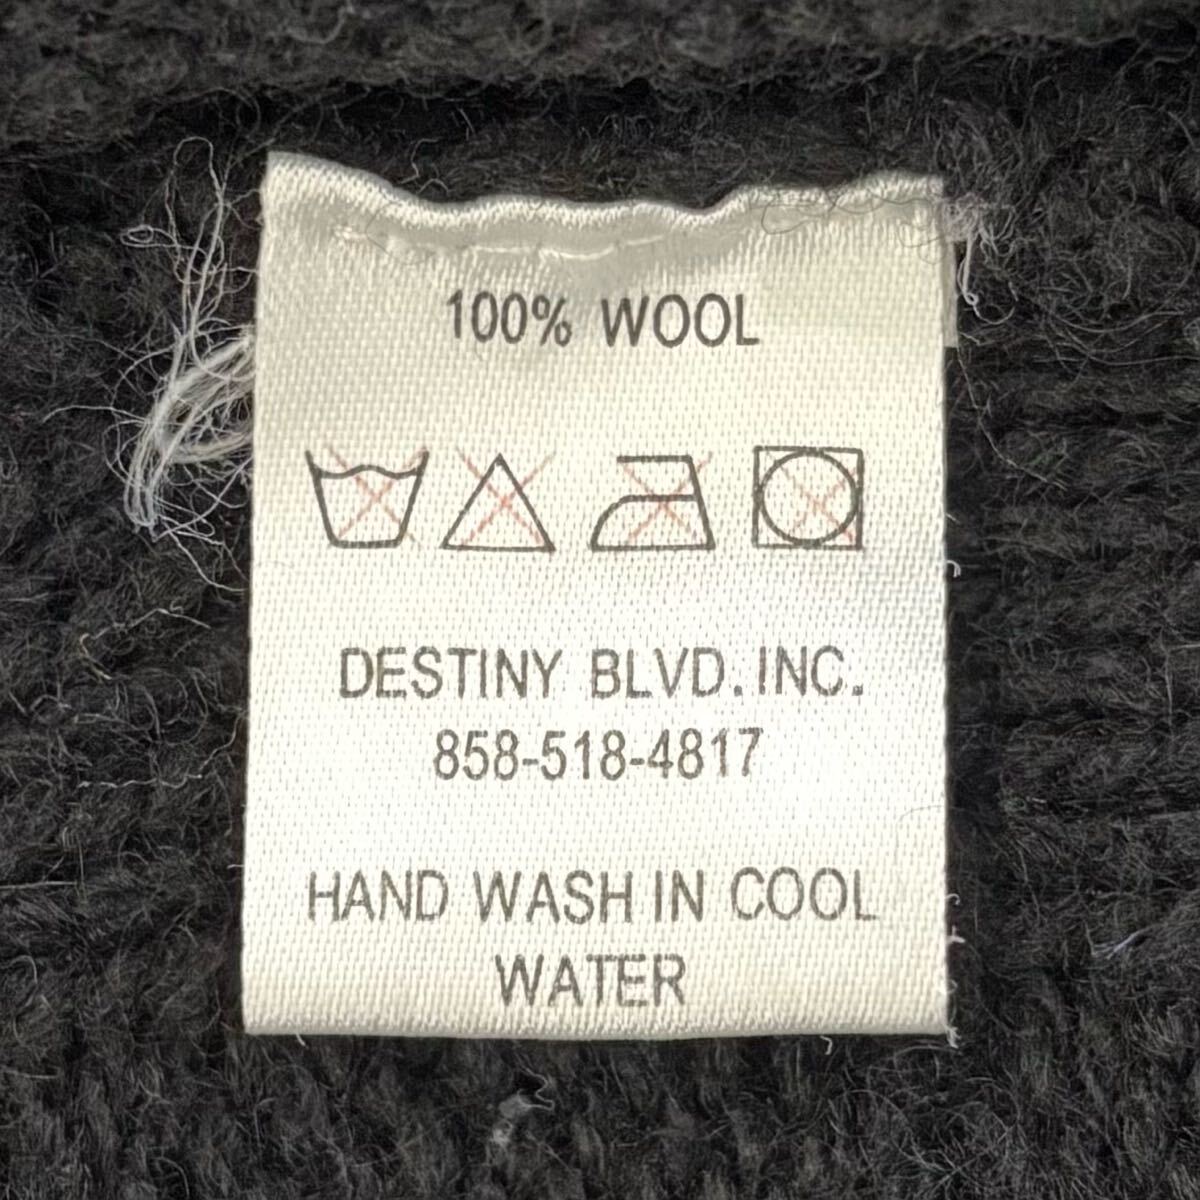 100% WOOL
DESTINY BLVD. INC.
858-518-4817
HAND WASH IN COOL
WATER